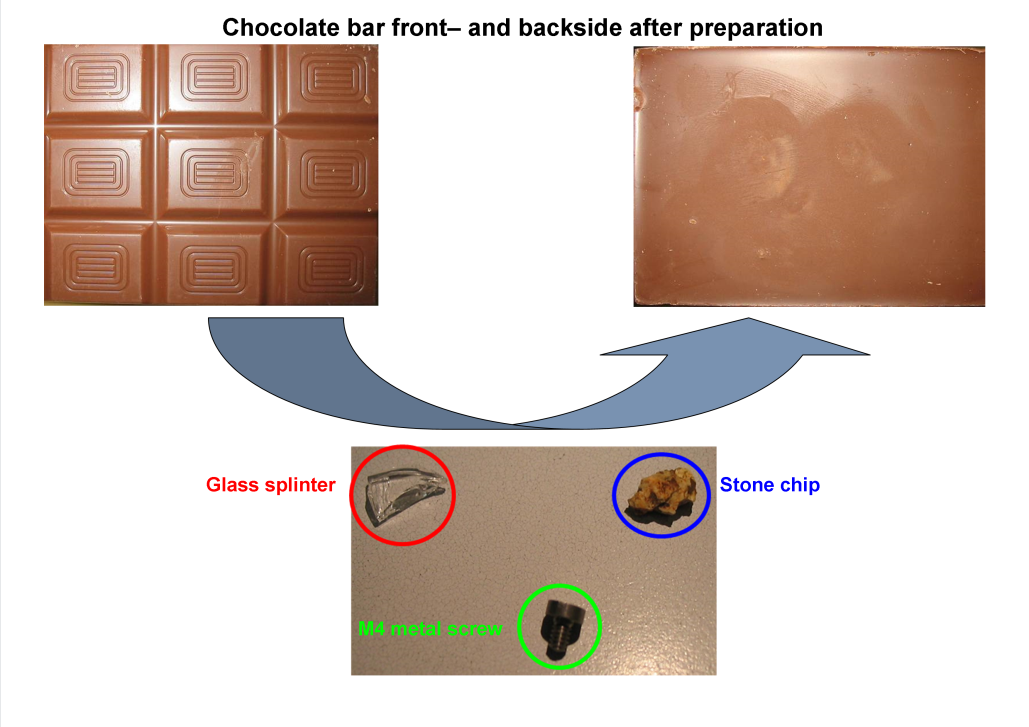 Chocolate bar front– and backside after preparation
Glass splinter
Stone chip
M4 metal screw